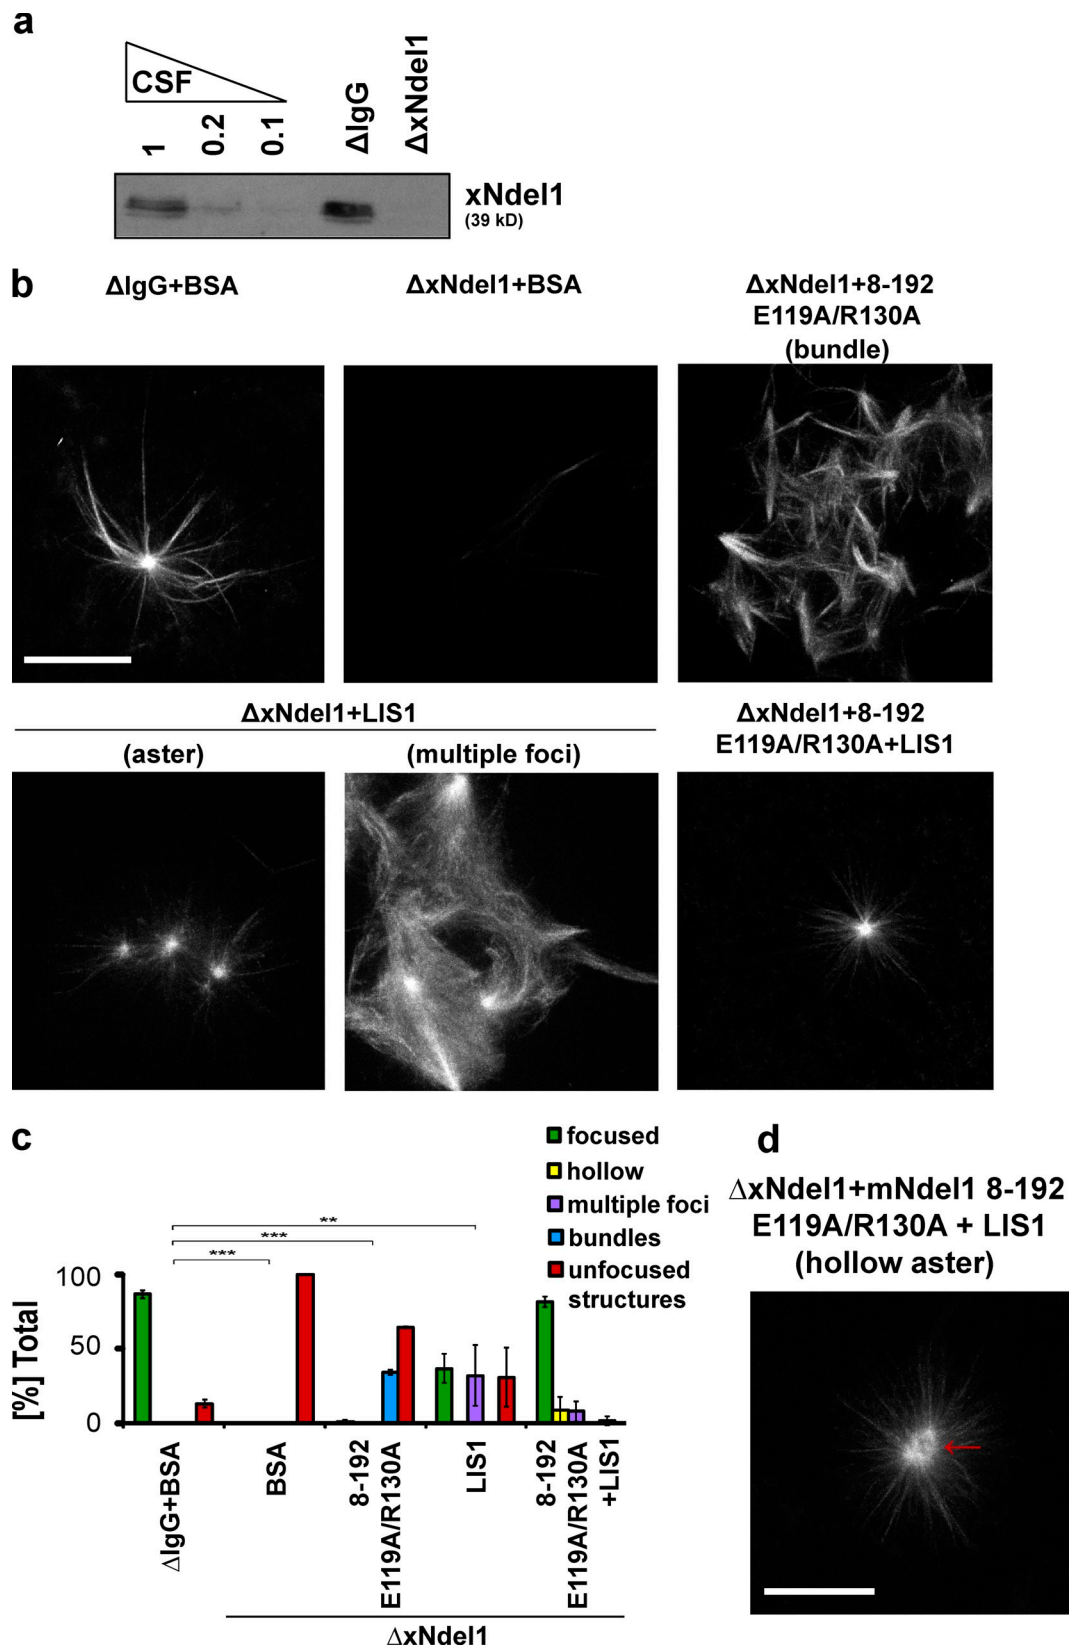 a
CSF
1
0.2
0.1
ΔIgG
ΔxNdel1
xNdel1
(39 kD)
b
ΔIgG+BSA
ΔxNdel1+BSA
ΔxNdel1+8-192
E119A/R130A
(bundle)
ΔxNdel1+LIS1
(aster)
(multiple foci)
ΔxNdel1+8-192
E119A/R130A+LIS1
c
focused
hollow
multiple foci
bundles
unfocused
structures
**
***
***
[%] Total
100
50
0
ΔIgG+BSA
BSA
8-192
E119A/R130A
LIS1
8-192
E119A/R130A
+LIS1
ΔxNdel1
d
ΔxNdel1+mNdel1 8-192
E119A/R130A + LIS1
(hollow aster)